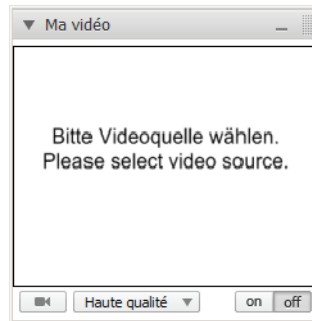 Ma vidéo
Bitte Videoquelle wählen.
Please select video source.
Haute qualité
on off